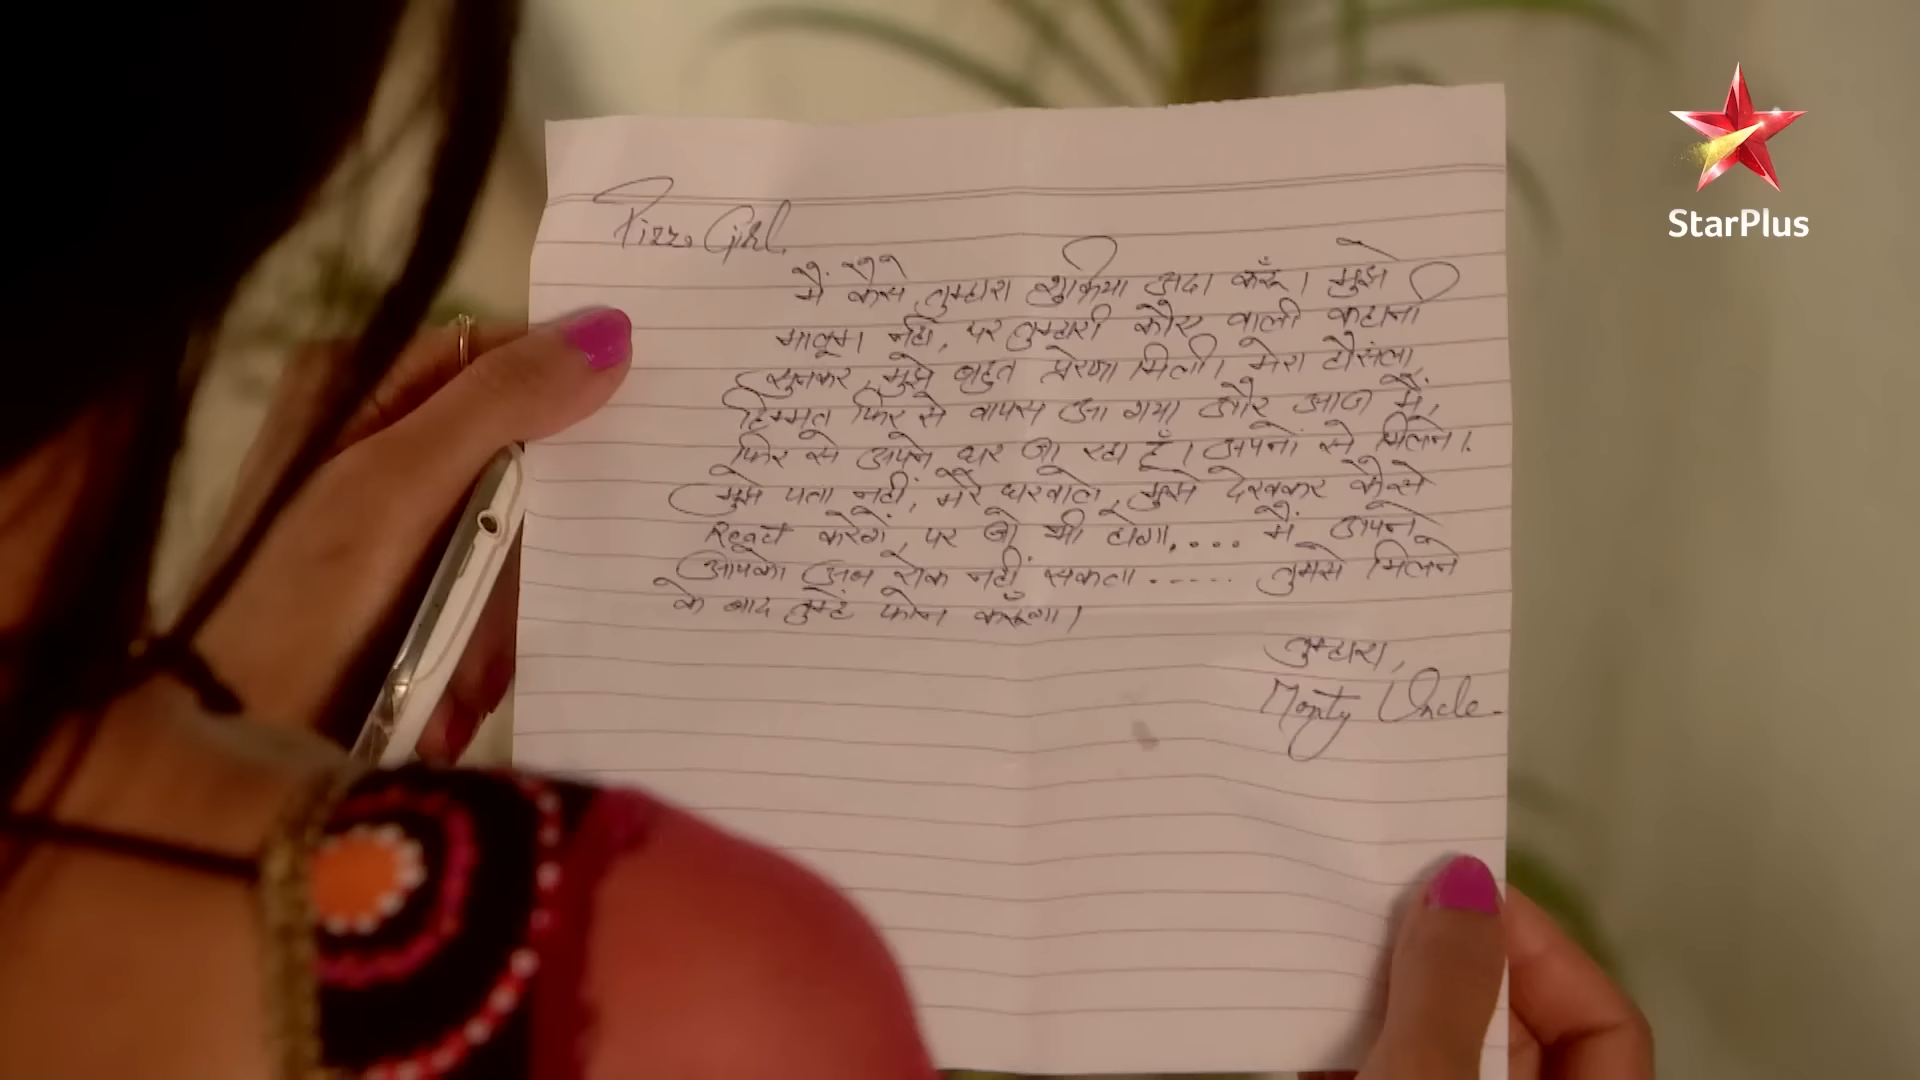 Pizza Girl,
मैं कैसे तुम्हारा शुक्रिया अदा करूँ। मुझे
मालूम नहीं, पर तुम्हारी कौए वाली कहानी
सुनकर, मुझे बहुत प्रेरणा मिली। मेरा हौसंला,
हिम्मत फिर से वापस आ गया और आज मैं,
फिर से अपने घर जा रहा हूँ। अपनों से मिलने।
मुझे पता नहीं, मेरे घरवाले, मुझे देखकर कैसे
React करेगें, पर जो भी होगा,.... मैं अपने
आपको अब रोक नहीं सकता...... तुमसे मिलने
के बाद तुम्हें फोन करूँगा।
तुम्हारा,
Monty Uncle.
StarPlus